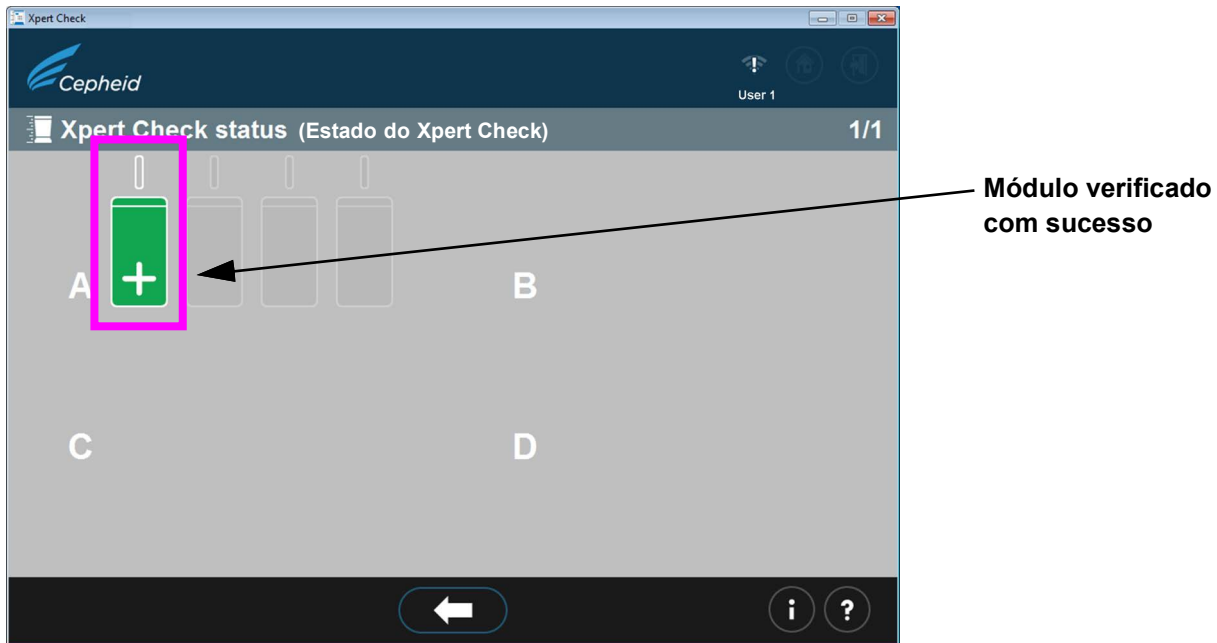 Xpert Check
Cepheid
User 1
Xpert Check status (Estado do Xpert Check) 1/1
Módulo verificado
com sucesso
A
B
C
D
i ?